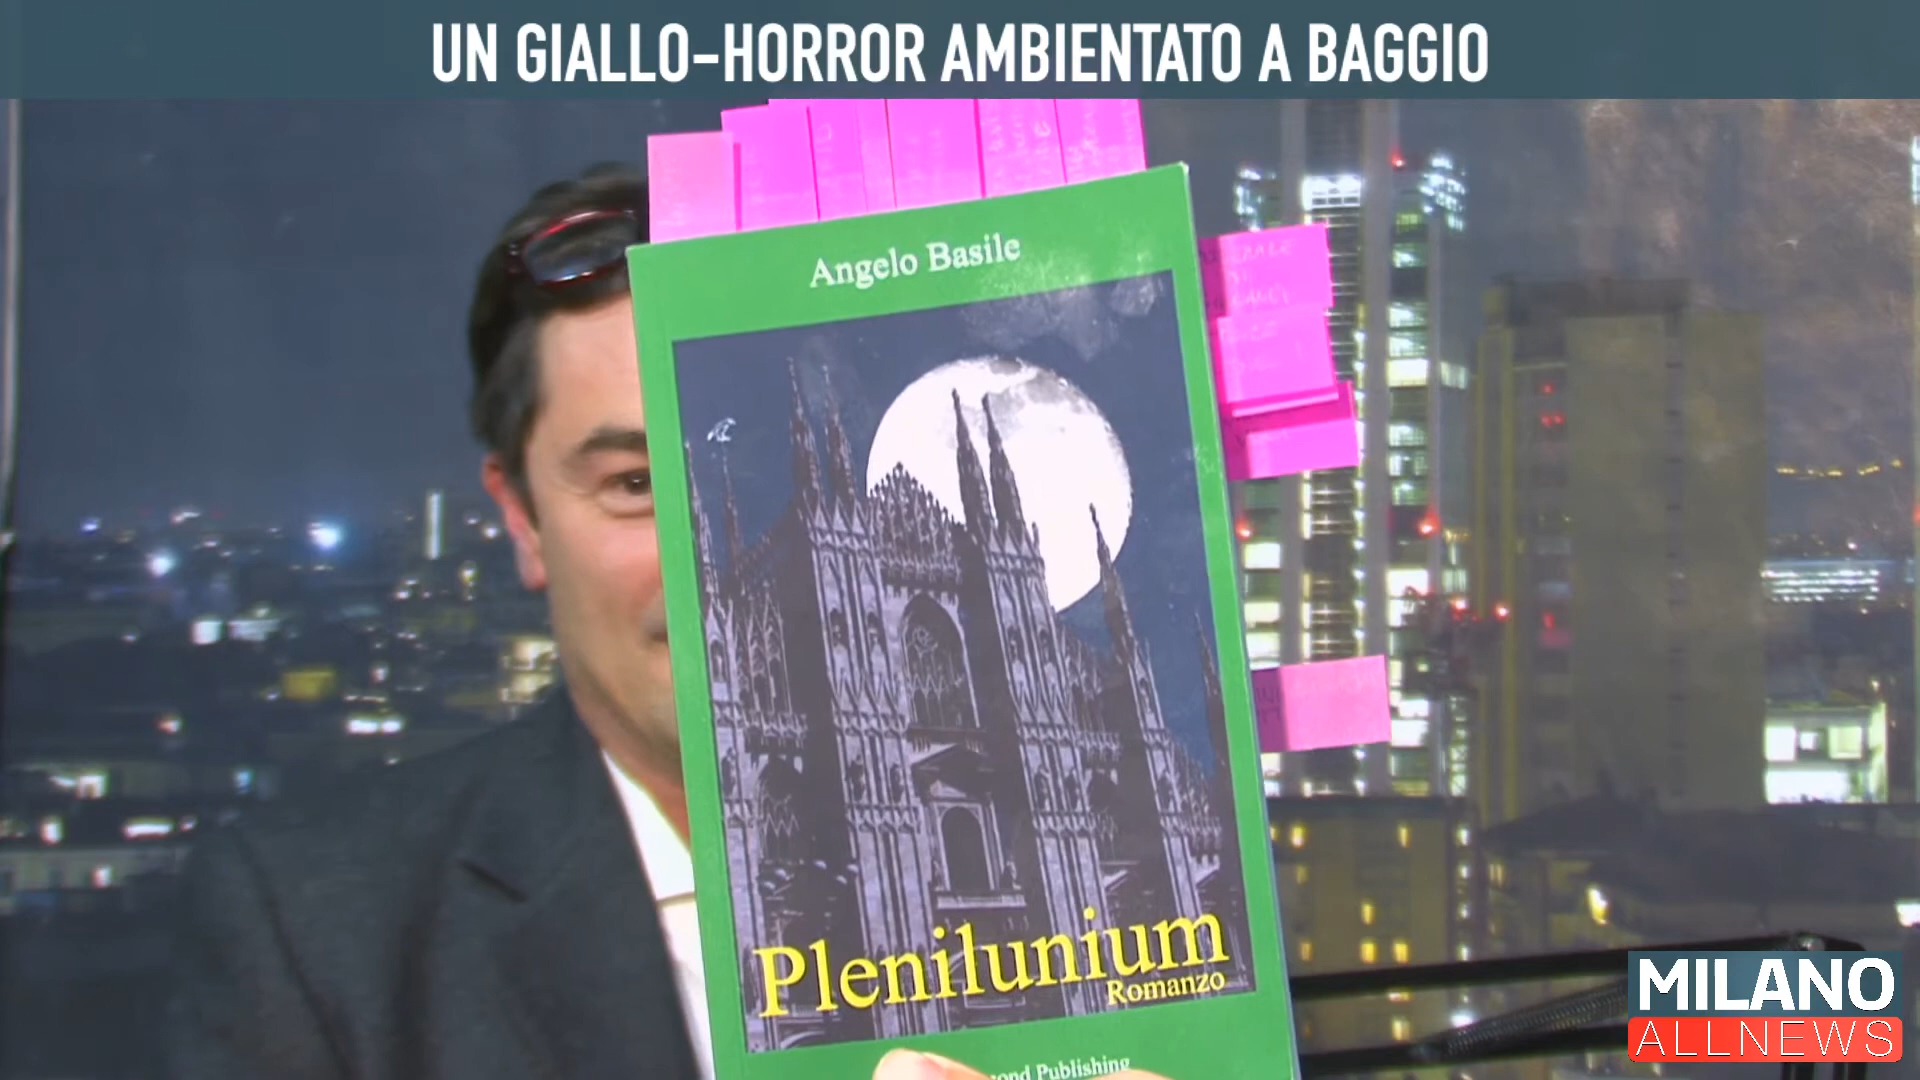 UN GIALLO-HORROR AMBIENTATO A BAGGIO
Angelo Basile
Plenilunium
Romanzo
Publishing
MILANO
ALLNEWS